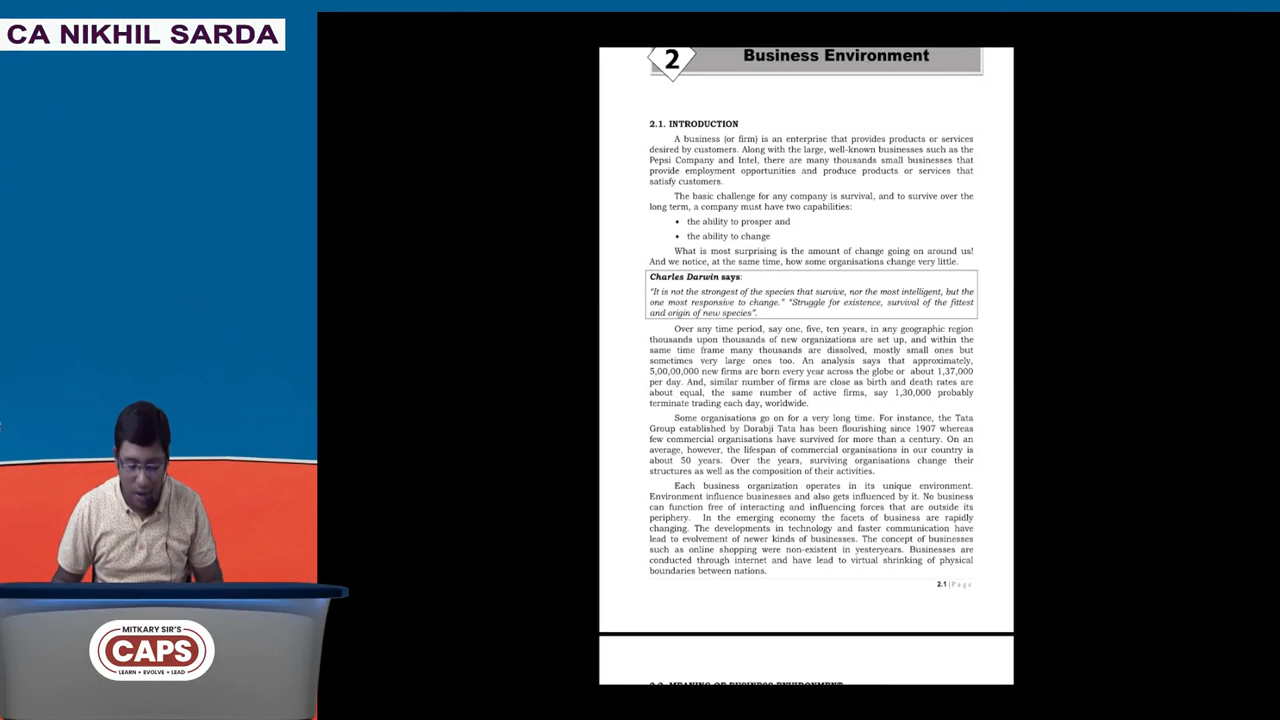 CA NIKHIL SARDA
2
Business Environment
2.1. INTRODUCTION
A business (or firm) is an enterprise that provides products or services
desired by customers. Along with the large, well-known businesses such as the
Pepsi Company and Intel, there are many thousands small businesses that
provide employment opportunities and produce products or services that
satisfy customers.
The basic challenge for any company is survival, and to survive over the
long term, a company must have two capabilities:
• the ability to prosper and
• the ability to change
What is most surprising is the amount of change going on around us!
And we notice, at the same time, how some organisations change very little.
Charles Darwin says:
"It is not the strongest of the species that survive, nor the most intelligent, but the
one most responsive to change." "Struggle for existence, survival of the fittest
and origin of new species".
Over any time period, say one, five, ten years, in any geographic region
thousands upon thousands of new organizations are set up, and within the
same time frame many thousands are dissolved, mostly small ones but
sometimes very large ones too. An analysis says that approximately,
5,00,00,000 new firms are born every year across the globe or about 1,37,000
per day. And, similar number of firms are close as birth and death rates are
about equal, the same number of active firms, say 1,30,000 probably
terminate trading each day, worldwide.
Some organisations go on for a very long time. For instance, the Tata
Group established by Dorabji Tata has been flourishing since 1907 whereas
few commercial organisations have survived for more than a century. On an
average, however, the lifespan of commercial organisations in our country is
about 50 years. Over the years, surviving organisations change their
structures as well as the composition of their activities.
Each business organization operates in its unique environment.
Environment influence businesses and also gets influenced by it. No business
can function free of interacting and influencing forces that are outside its
periphery. In the emerging economy the facets of business are rapidly
changing. The developments in technology and faster communication have
lead to evolvement of newer kinds of businesses. The concept of businesses
such as online shopping were non-existent in yesteryears. Businesses are
conducted through internet and have lead to virtual shrinking of physical
boundaries between nations.
2.1 | Page
2.2. MEANING OF BUSINESS ENVIRONMENT
MITKARY SIR'S
CAPS
LEARN • EVOLVE • LEAD